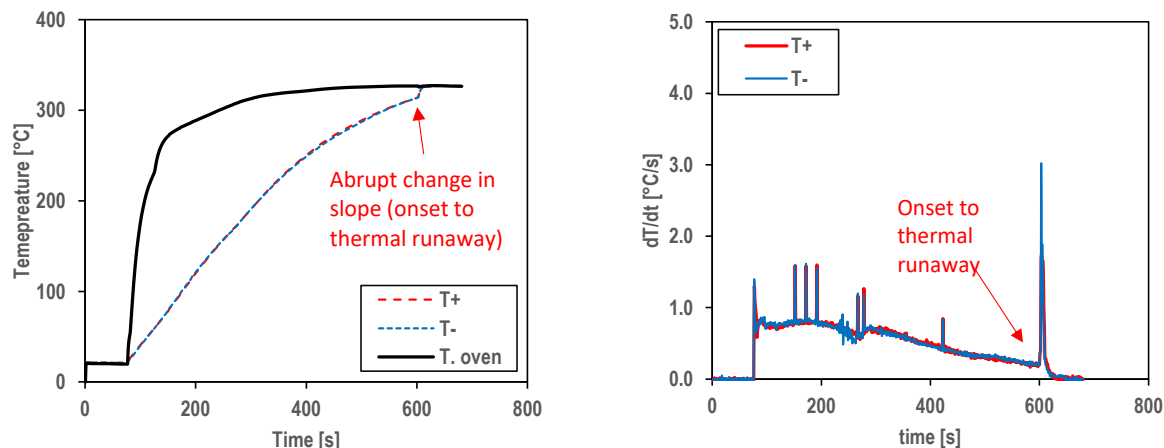 Temepreature [°C]
400
300
200
100
0
Abrupt change in
slope (onset to
thermal runaway)
T+
T-
T. oven
0
200
400
600
800
Time [s]
dT/dt [°C/s]
5.0
4.0
3.0
2.0
1.0
0.0
T+
T-
Onset to
thermal
runaway
0
200
400
600
800
time [s]